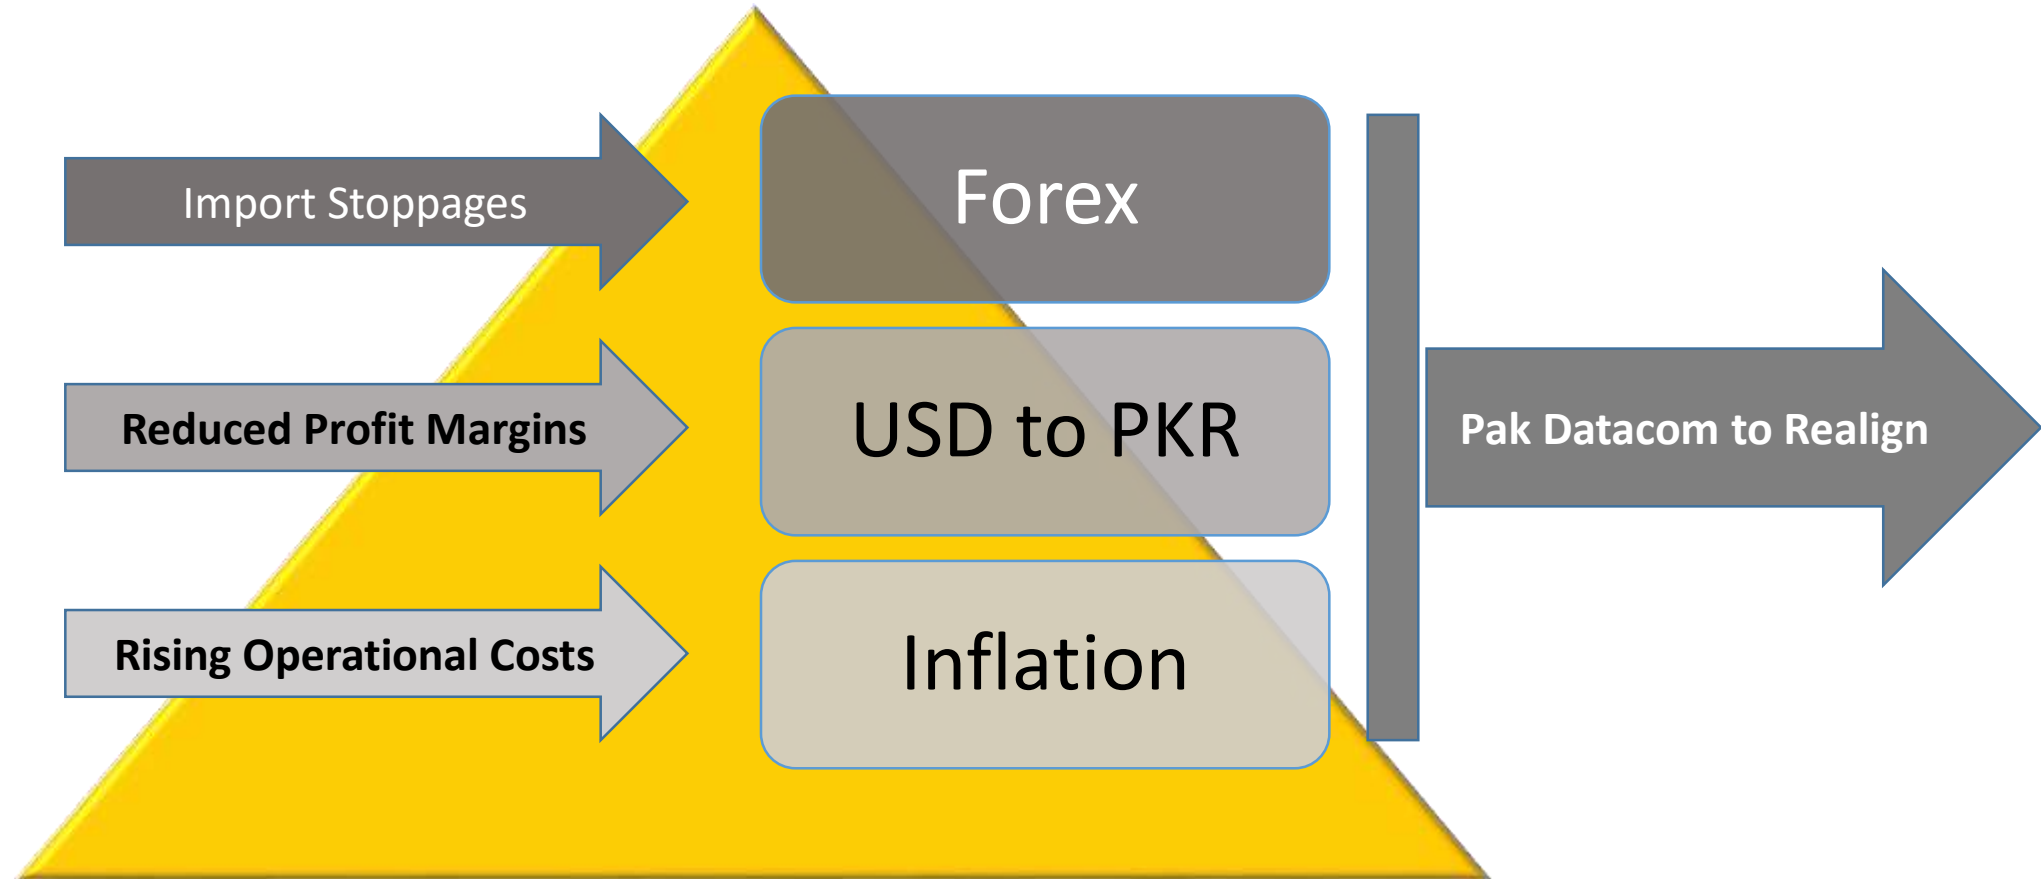 Import Stoppages
Forex
Reduced Profit Margins
USD to PKR
Pak Datacom to Realign
Rising Operational Costs
Inflation